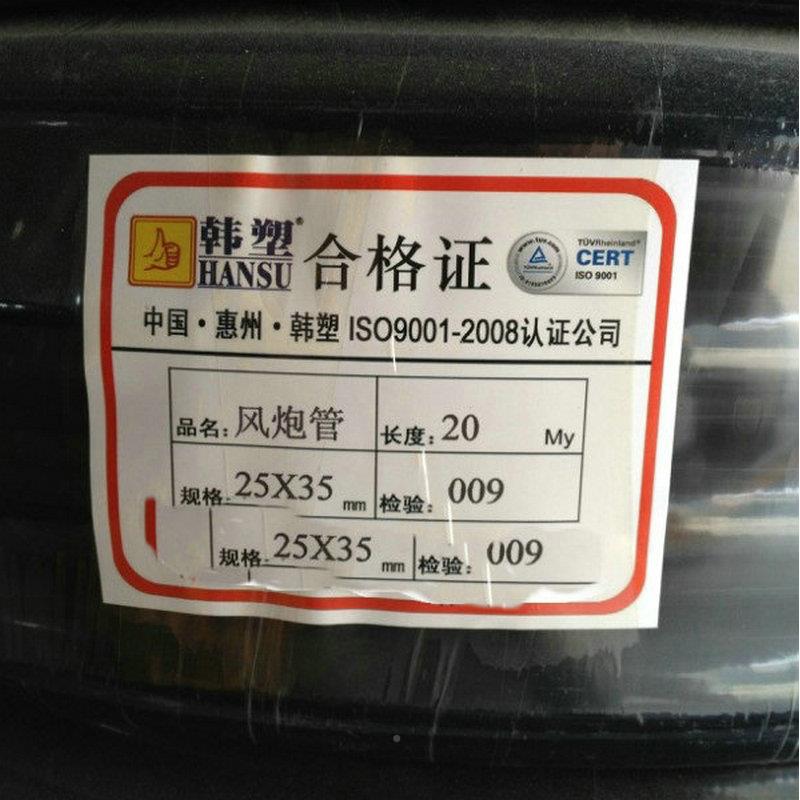 韩塑® HANSU 合格证 TÜVRheinland® CERT ISO 9001
中国·惠州·韩塑 ISO9001-2008认证公司
品名: 风炮管 长度: 20 My
规格: 25X35 mm 检验: 009
规格: 25X35 mm 检验: 009